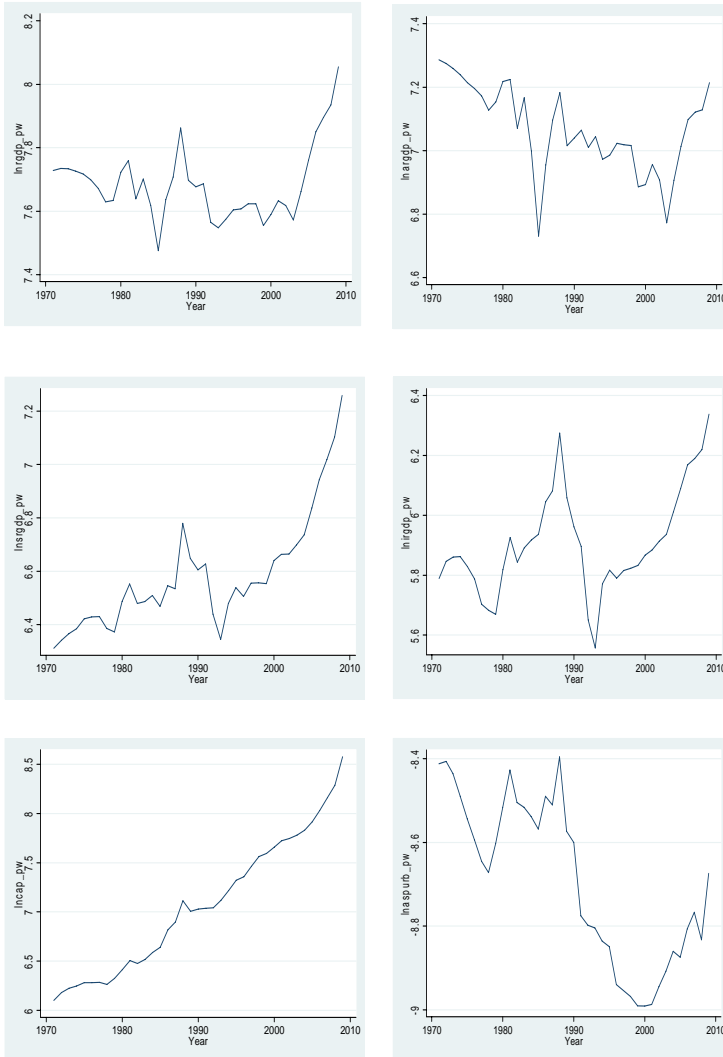 8.2
8
7.8
7.6
7.4
lnrgdp_pw
1970 1980 1990 2000 2010
Year
7.4
7.2
7
6.8
6.6
lnargdp_pw
1970 1980 1990 2000 2010
Year
7.2
7
6.8
6.6
6.4
lnsrgdp_pw
1970 1980 1990 2000 2010
Year
6.4
6.2
6
5.8
5.6
lnirgdp_pw
1970 1980 1990 2000 2010
Year
8.5
8
7.5
7
6.5
6
lncap_pw
1970 1980 1990 2000 2010
Year
-8.4
-8.6
-8.8
-9
lnaspurb_pw
1970 1980 1990 2000 2010
Year